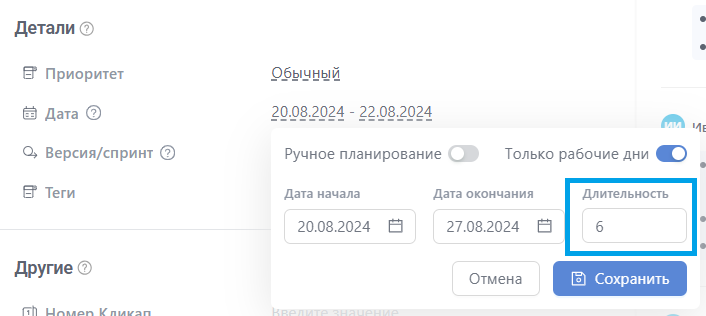 Детали
Приоритет
Обычный
Дата
20.08.2024 - 22.08.2024
ИИ
Ив
Ручное планирование
Только рабочие дни
Версия/спринт
Дата начала
Дата окончания
Длительность
Теги
20.08.2024
27.08.2024
6
Отмена
Сохранить
Другие
Номер Кликап
Введите значение